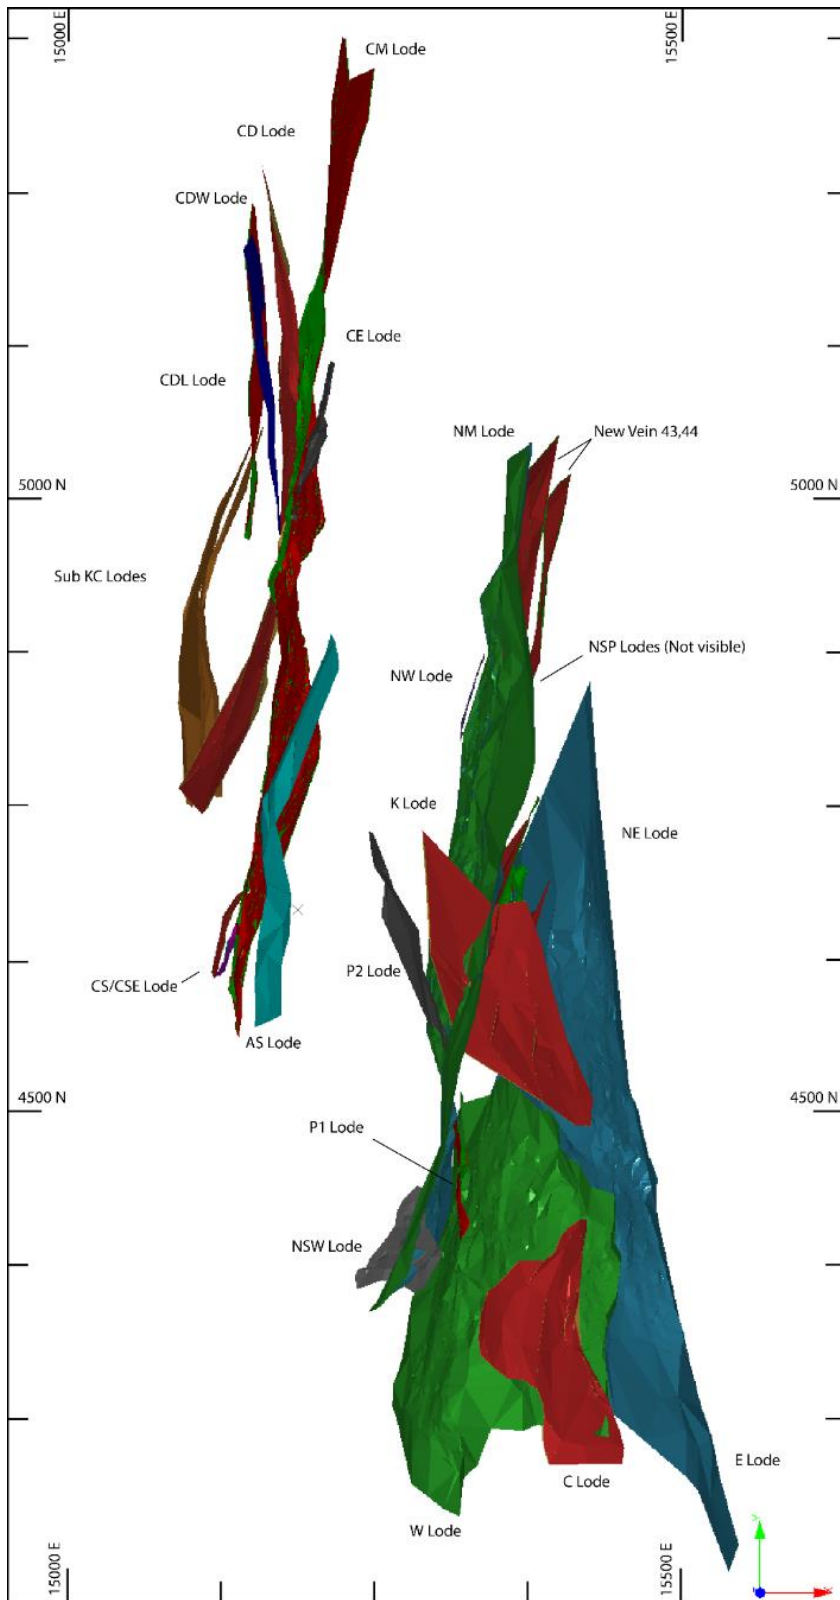 15000 E
15500 E
CM Lode
CD Lode
CDW Lode
CE Lode
CDL Lode
NM Lode
New Vein 43,44
5000 N
5000 N
Sub KC Lodes
NSP Lodes (Not visible)
NW Lode
K Lode
NE Lode
P2 Lode
CS/CSE Lode
AS Lode
4500 N
4500 N
P1 Lode
NSW Lode
E Lode
C Lode
W Lode
15000 E
15500 E